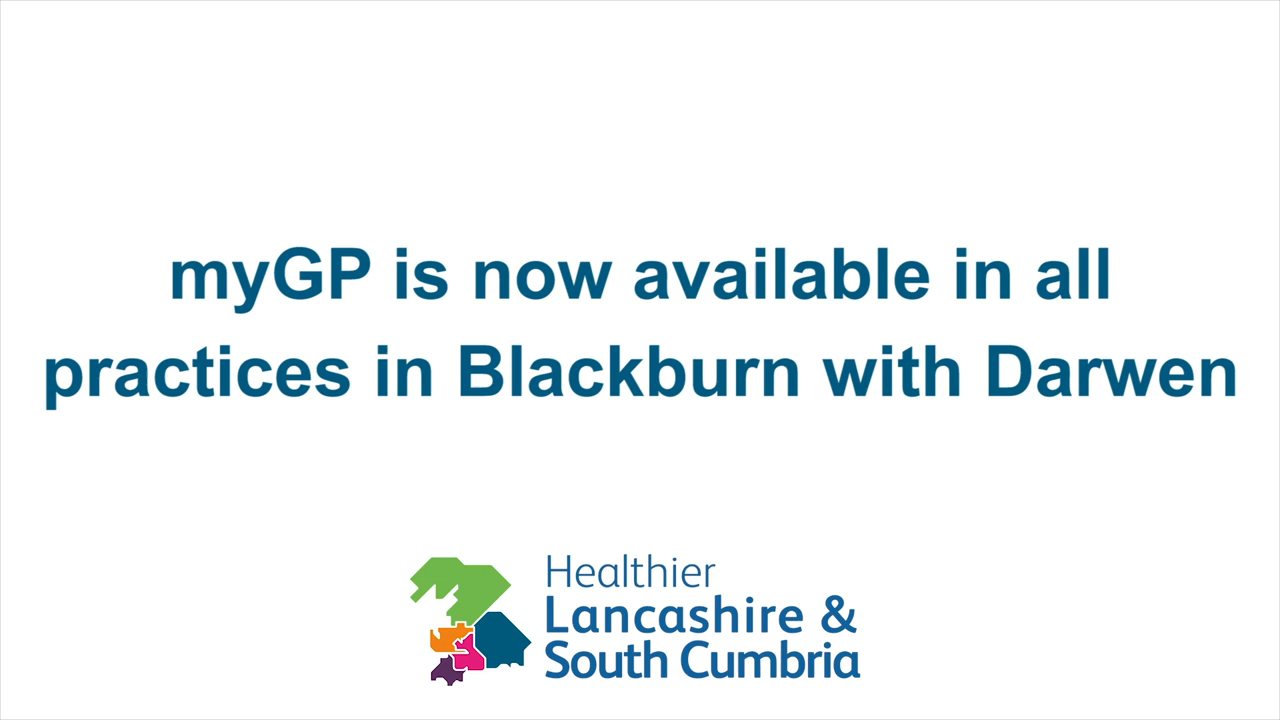 myGP is now available in all
practices in Blackburn with Darwen
Healthier
Lancashire &
South Cumbria